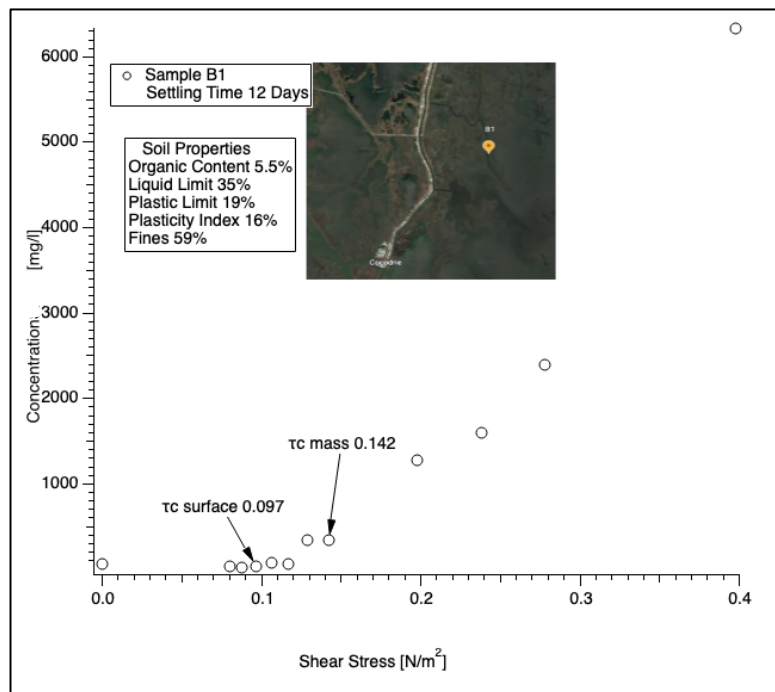 6000
5000
4000
3000
2000
1000
Concentration [mg/l]
Sample B1
Settling Time 12 Days
Soil Properties
Organic Content 5.5%
Liquid Limit 35%
Plastic Limit 19%
Plasticity Index 16%
Fines 59%
B1
Cocodrie
τc mass 0.142
τc surface 0.097
0.0 0.1 0.2 0.3 0.4
Shear Stress [N/m²]